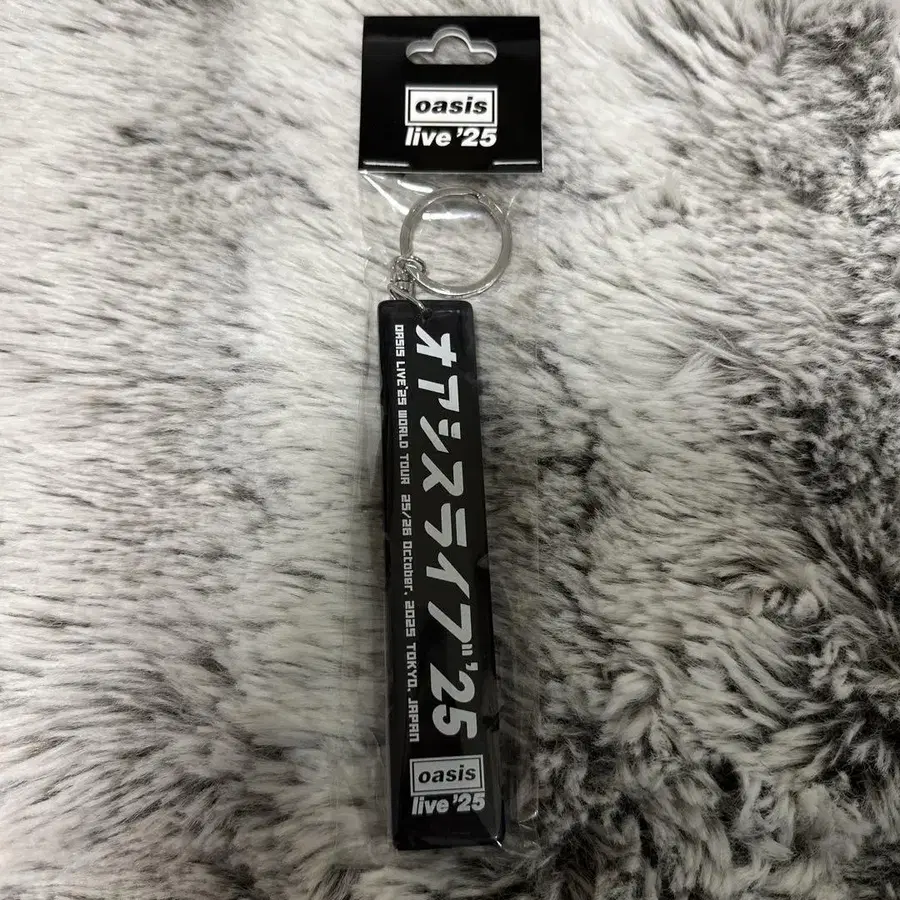 oasis
live '25
オアシスライブ'25
OASIS LIVE'25 WORLD TOUR 25/26 October, 2025 TOKYO, JAPAN
oasis
live '25